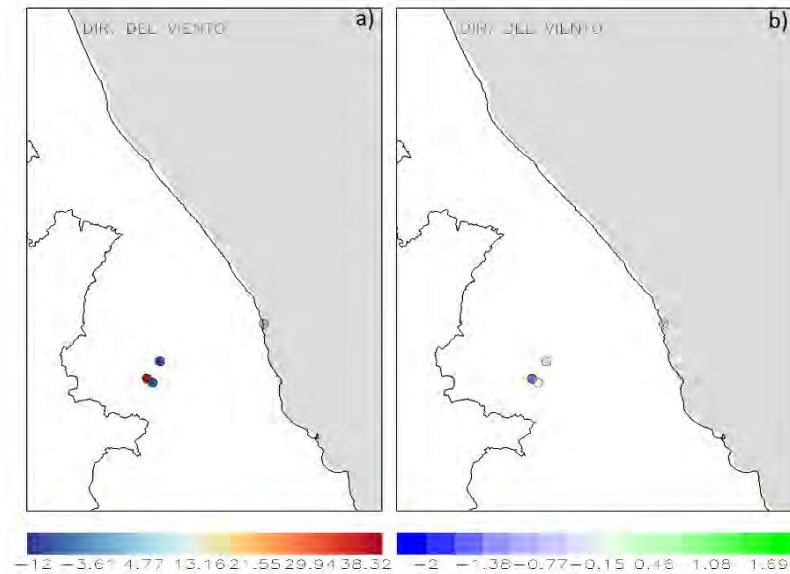 DIR. DEL VIENTO a)
DIR. DEL VIENTO b)
-12 -3.61 4.77 13.16 21.55 29.94 38.32
-2 -1.38 -0.77 -0.15 0.46 1.08 1.69